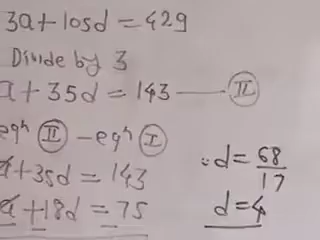 3a+105d=429
Divide by 3
a+35d=143 — II
eqn II - eqn I
a+35d=143
a+18d=75
∴d=68/17
d=4